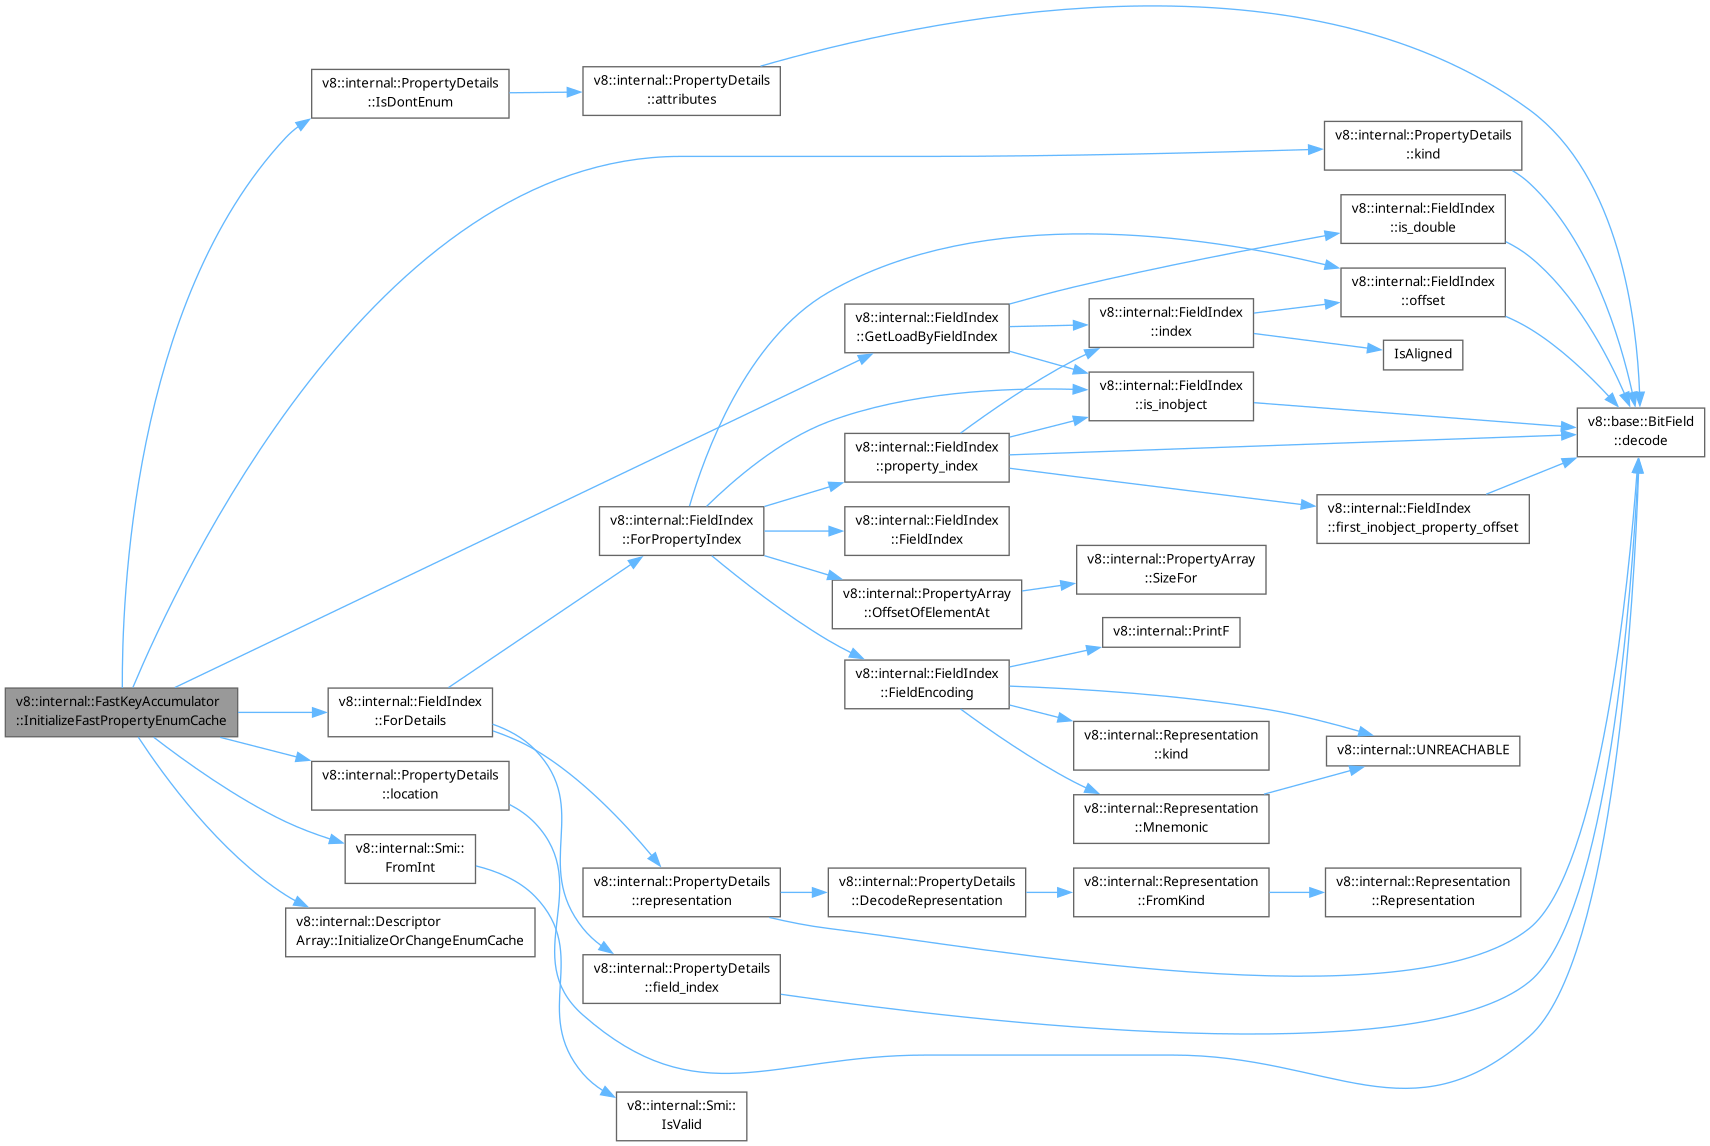 v8::internal::FastKeyAccumulator
::InitializeFastPropertyEnumCache
v8::internal::PropertyDetails
::IsDontEnum
v8::internal::PropertyDetails
::attributes
v8::internal::PropertyDetails
::kind
v8::internal::FieldIndex
::is_double
v8::internal::FieldIndex
::offset
v8::internal::FieldIndex
::GetLoadByFieldIndex
v8::internal::FieldIndex
::index
IsAligned
v8::internal::FieldIndex
::is_inobject
v8::base::BitField
::decode
v8::internal::FieldIndex
::property_index
v8::internal::FieldIndex
::first_inobject_property_offset
v8::internal::FieldIndex
::ForPropertyIndex
v8::internal::FieldIndex
::FieldIndex
v8::internal::PropertyArray
::SizeFor
v8::internal::PropertyArray
::OffsetOfElementAt
v8::internal::PrintF
v8::internal::FieldIndex
::FieldEncoding
v8::internal::FieldIndex
::ForDetails
v8::internal::Representation
::kind
v8::internal::UNREACHABLE
v8::internal::PropertyDetails
::location
v8::internal::Representation
::Mnemonic
v8::internal::Smi::
FromInt
v8::internal::PropertyDetails
::representation
v8::internal::PropertyDetails
::DecodeRepresentation
v8::internal::Representation
::FromKind
v8::internal::Representation
::Representation
v8::internal::Descriptor
Array::InitializeOrChangeEnumCache
v8::internal::PropertyDetails
::field_index
v8::internal::Smi::
IsValid